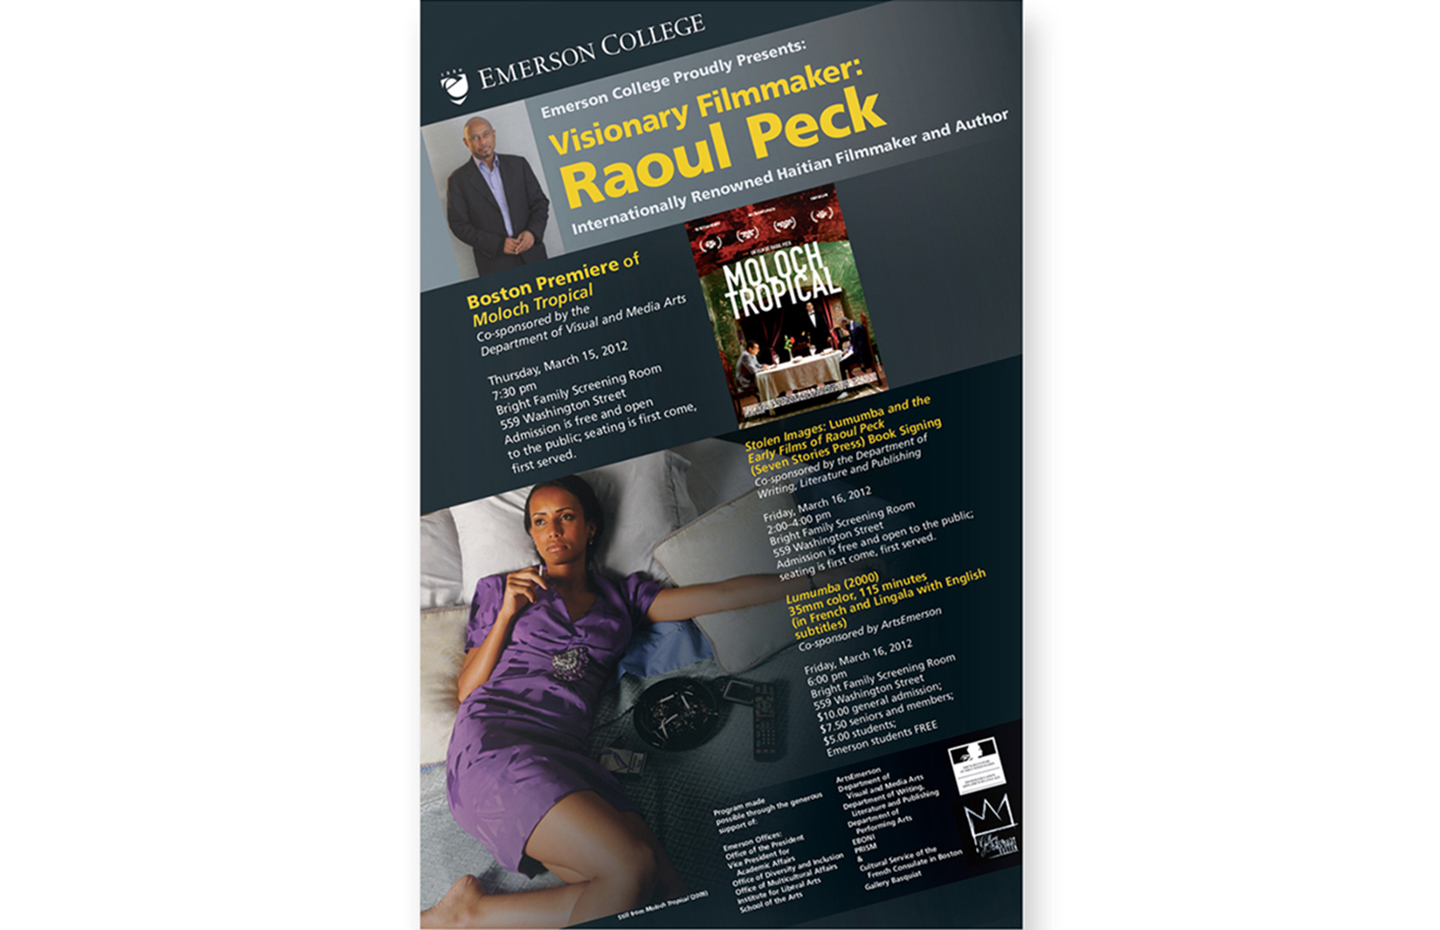 EMERSON COLLEGE
Emerson College Proudly Presents:
Visionary Filmmaker:
Raoul Peck
Internationally Renowned Haitian Filmmaker and Author
Boston Premiere of
Moloch Tropical
Co-sponsored by the
Department of Visual and Media Arts
Thursday, March 15, 2012
7:30 pm
Bright Family Screening Room
559 Washington Street
Admission is free and open
to the public; seating is first come,
first served.
MOLOCH
TROPICAL
Stolen Images: Lumumba and the
Early Films of Raoul Peck
(Seven Stories Press) Book Signing
Co-sponsored by the Department of
Writing, Literature and Publishing
Friday, March 16, 2012
2:00–4:00 pm
Bright Family Screening Room
559 Washington Street
Admission is free and open to the public;
seating is first come, first served.
Lumumba (2000)
35mm color, 115 minutes
(in French and Lingala with English
subtitles)
Co-sponsored by ArtsEmerson
Friday, March 16, 2012
6:00 pm
Bright Family Screening Room
559 Washington Street
$10.00 general admission;
$7.50 seniors and members;
$5.00 students;
Emerson students FREE
Program made
possible through the generous
support of:
Emerson Offices:
Office of the President
Vice President for
Academic Affairs
Office of Diversity and Inclusion
Office of Multicultural Affairs
Institute for Liberal Arts
School of the Arts
ArtsEmerson
Department of
Visual and Media Arts
Department of Writing,
Literature and Publishing
Department of
Performing Arts
EBONI
PRISM
&
Cultural Service of the
French Consulate in Boston
Gallery Basquiat
Still from Moloch Tropical (2009)